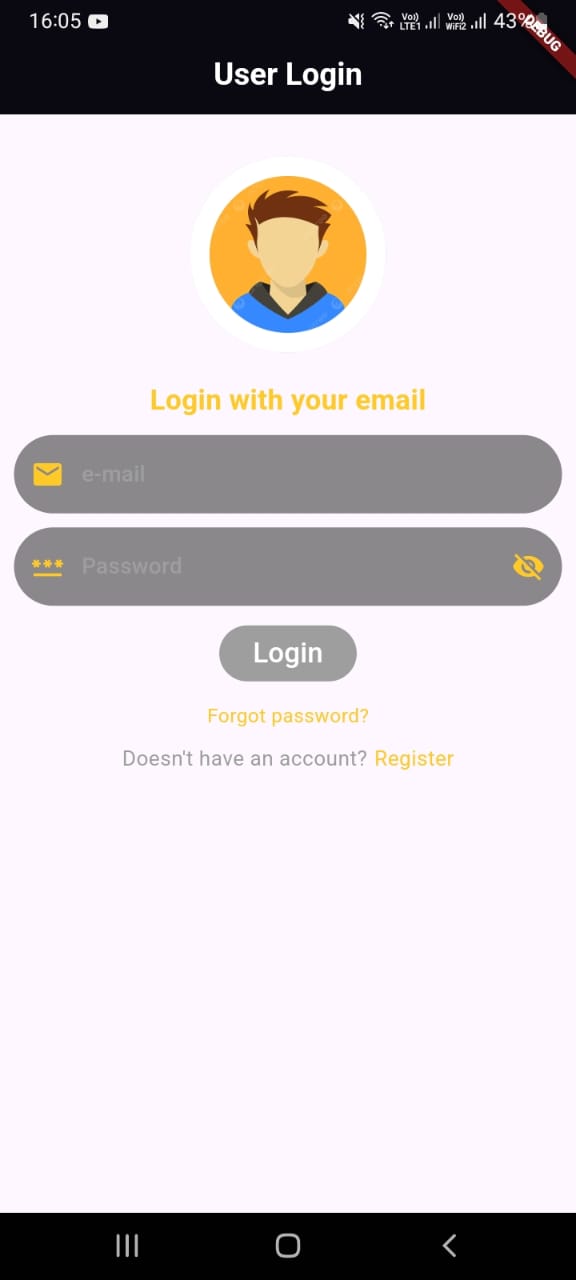 16:05 Vo)) LTE1 Vo)) WiFi2 43%
DEBUG
User Login
Login with your email
e-mail
Password
Login
Forgot password?
Doesn't have an account? Register